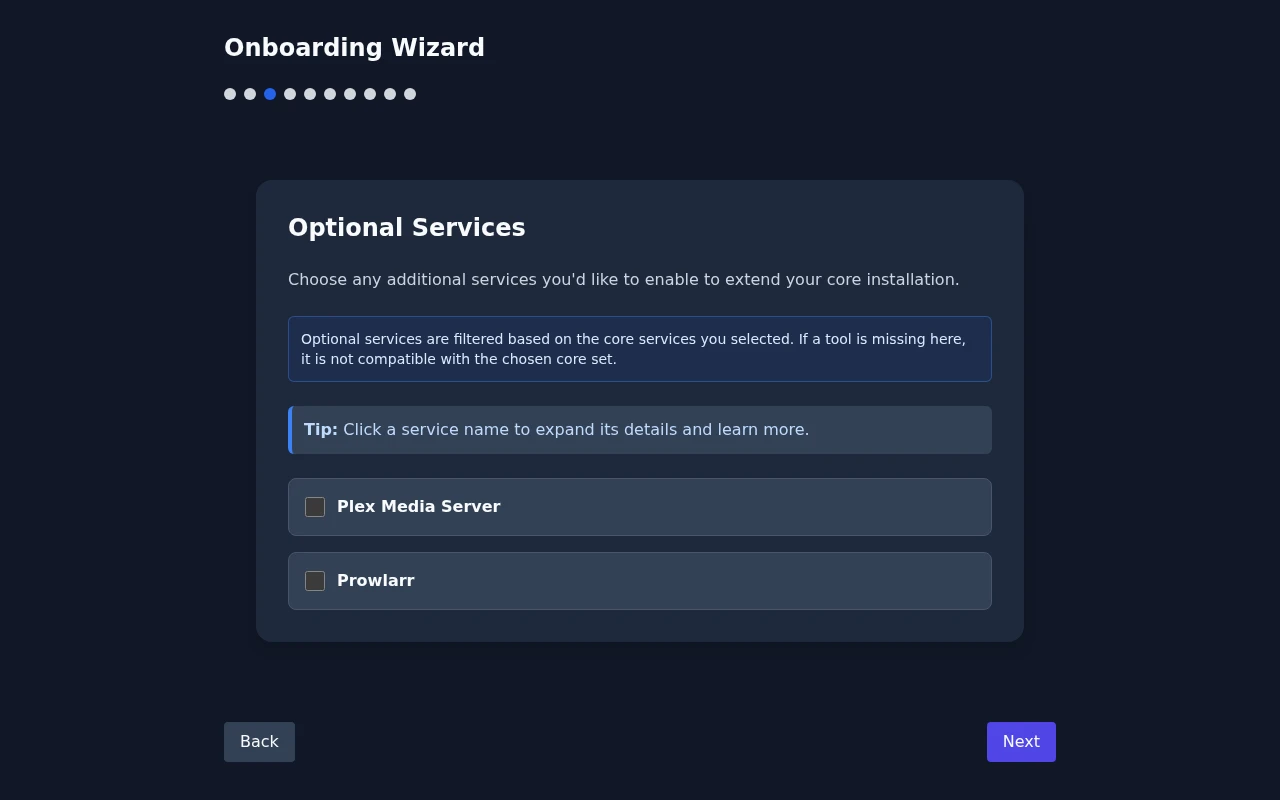 Onboarding Wizard
Optional Services
Choose any additional services you'd like to enable to extend your core installation.
Optional services are filtered based on the core services you selected. If a tool is missing here,
it is not compatible with the chosen core set.
Tip: Click a service name to expand its details and learn more.
Plex Media Server
Prowlarr
Back
Next